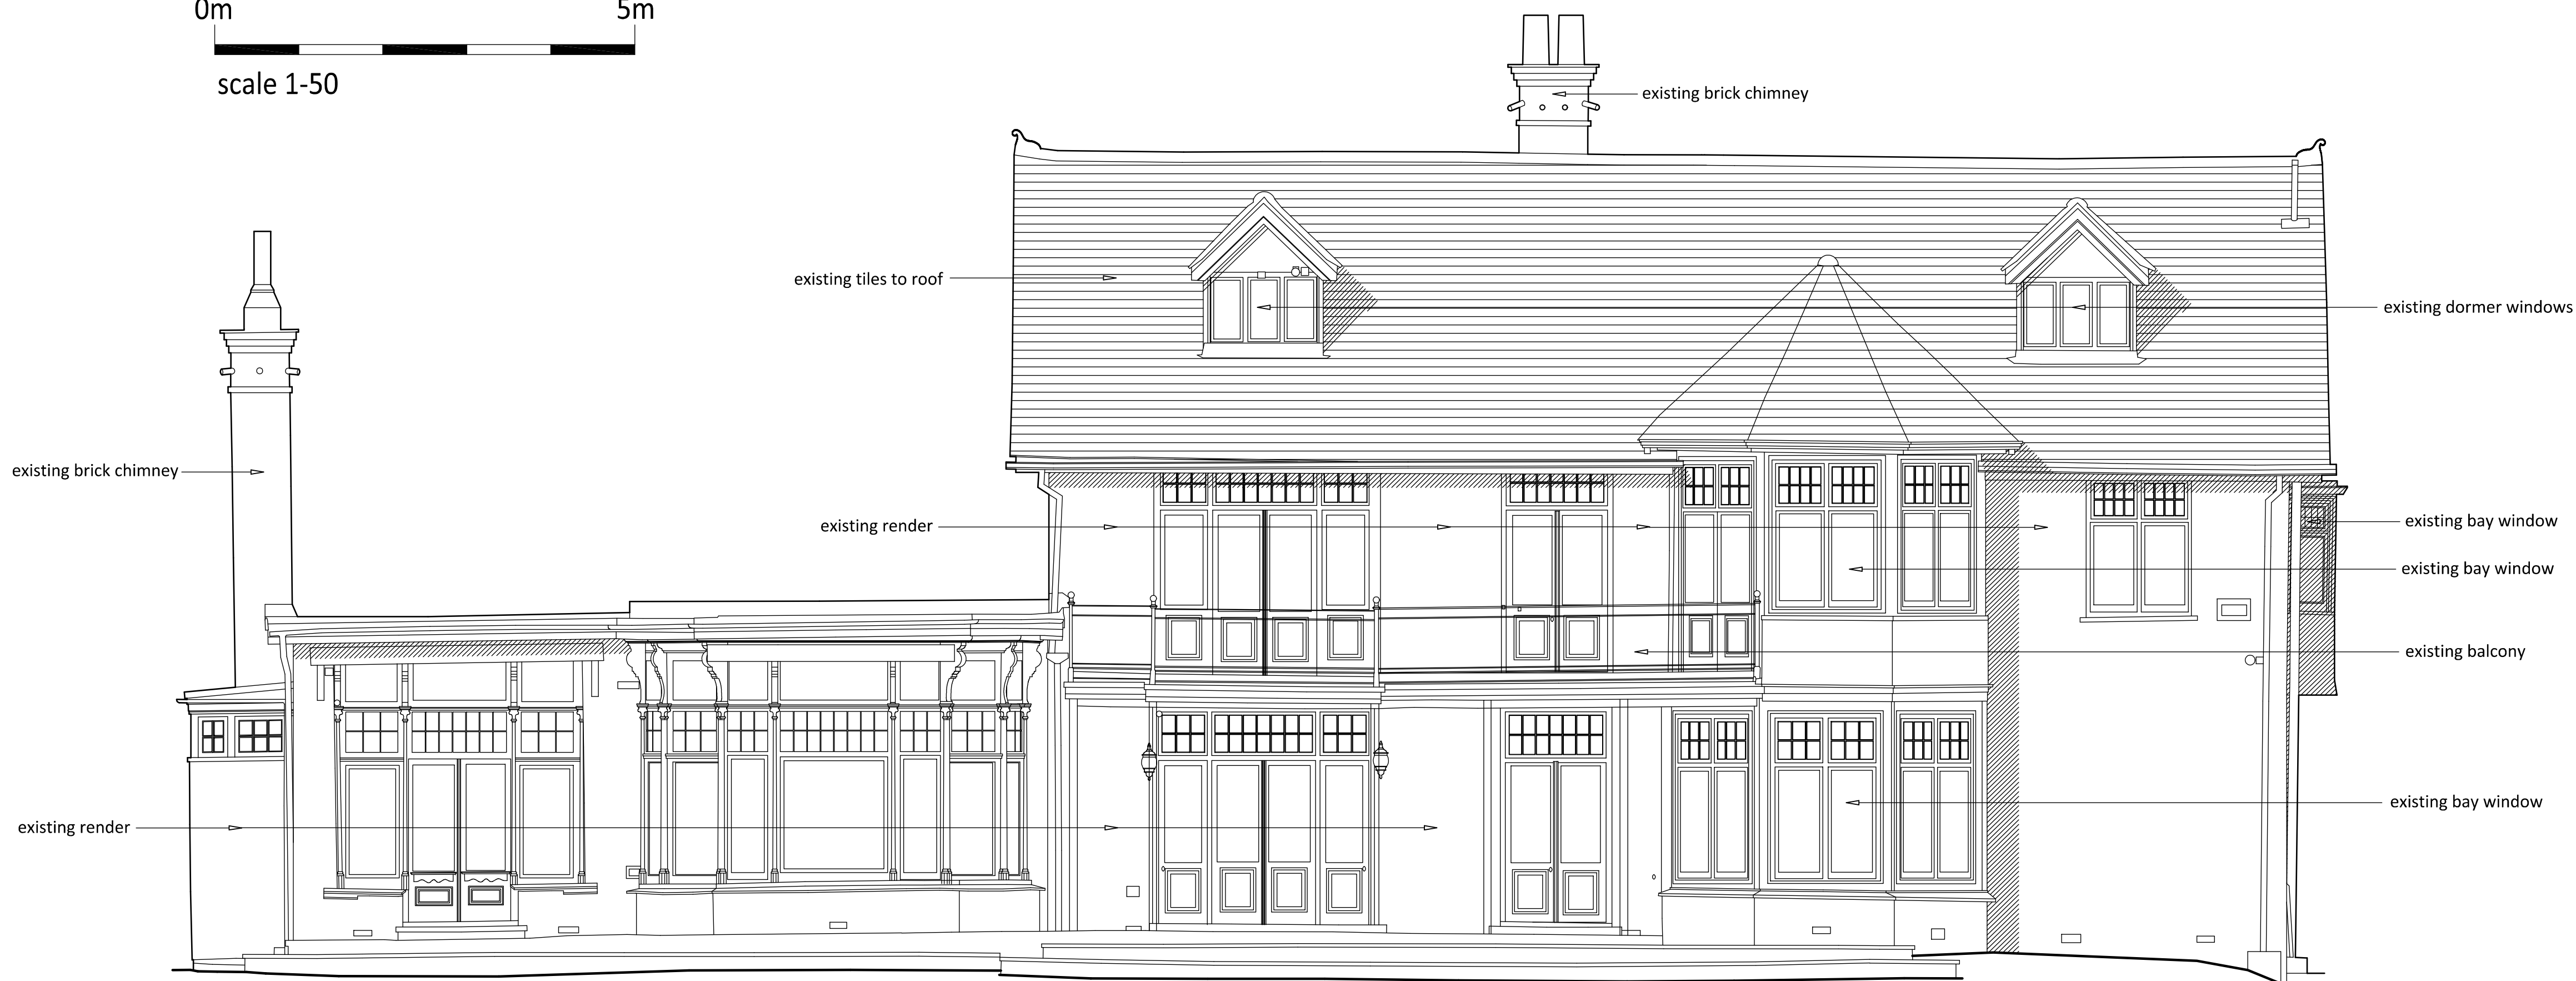 0m 5m
scale 1-50
existing brick chimney
existing tiles to roof
existing dormer windows
existing brick chimney
existing render
existing bay window
existing bay window
existing balcony
existing bay window
existing render